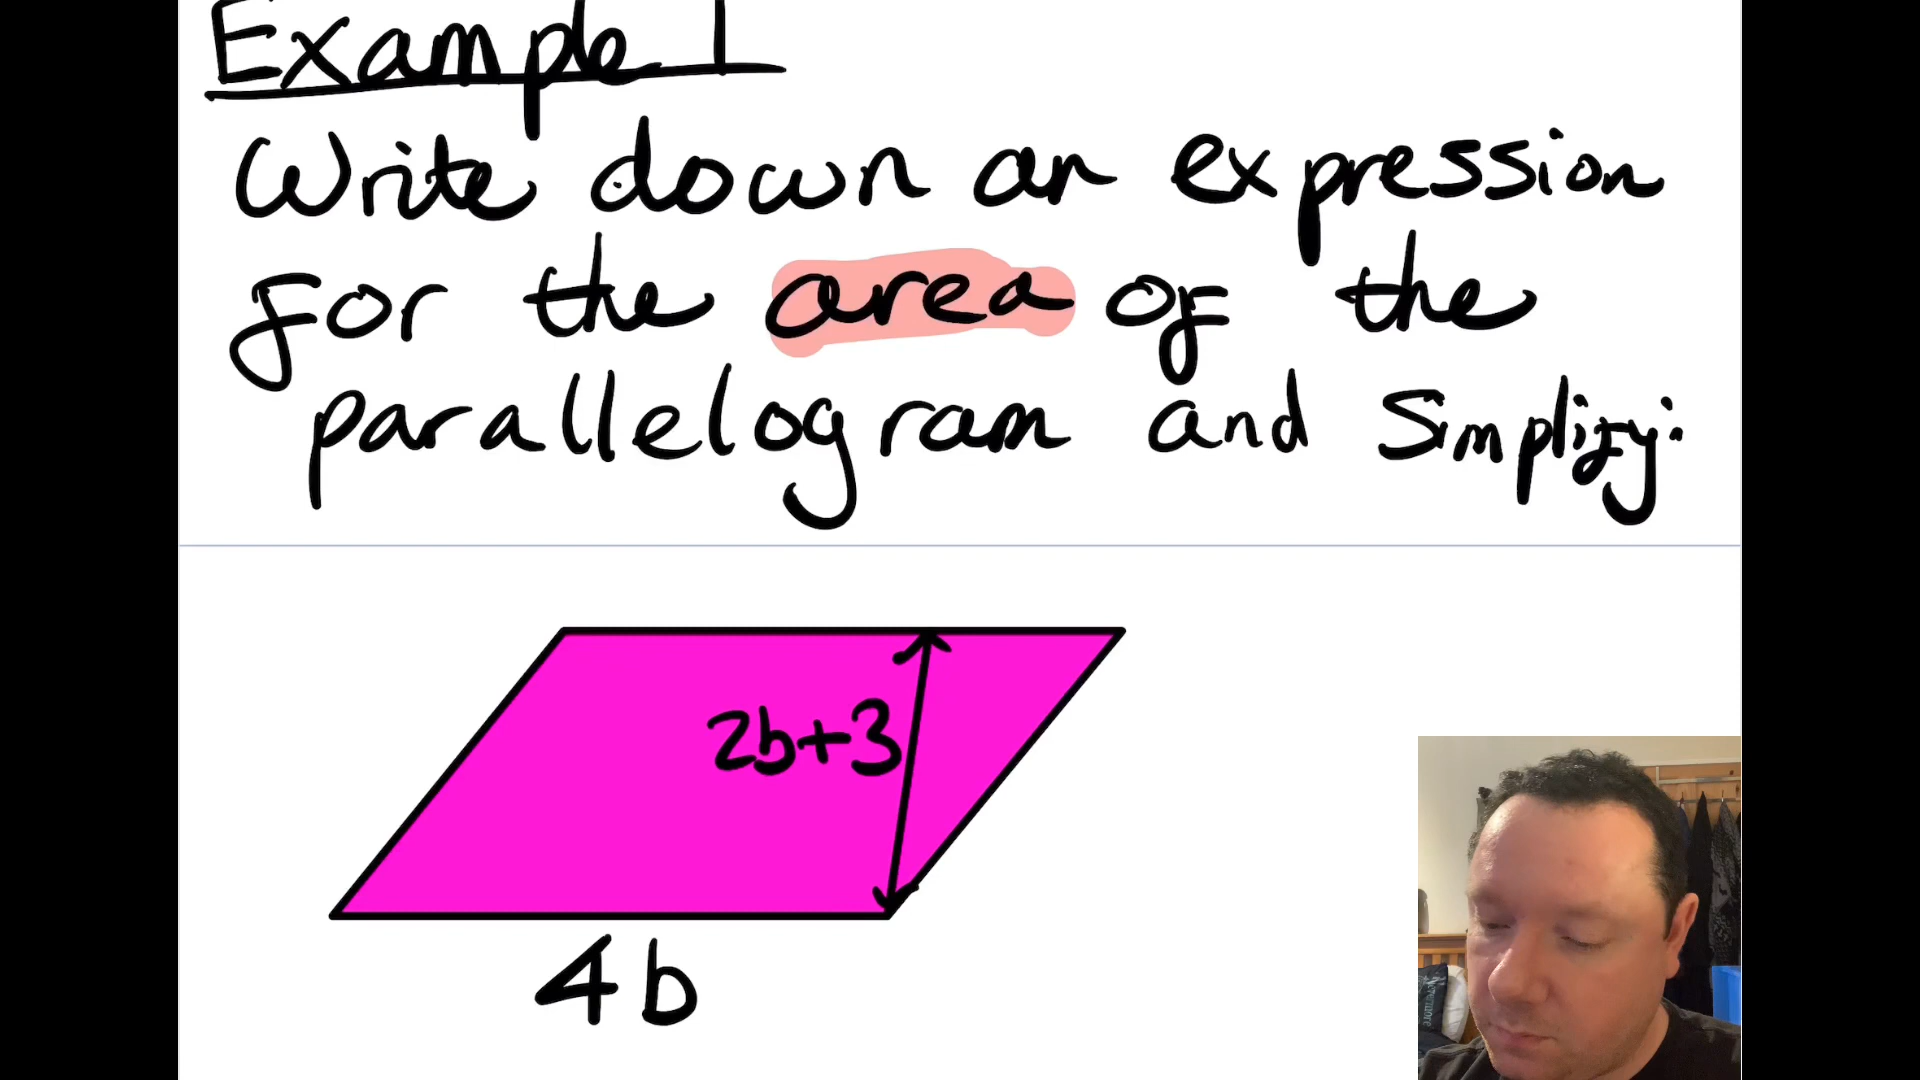 Example 1
Write down an expression
for the area of the
parallelogram and simplify:
2b+3
4b